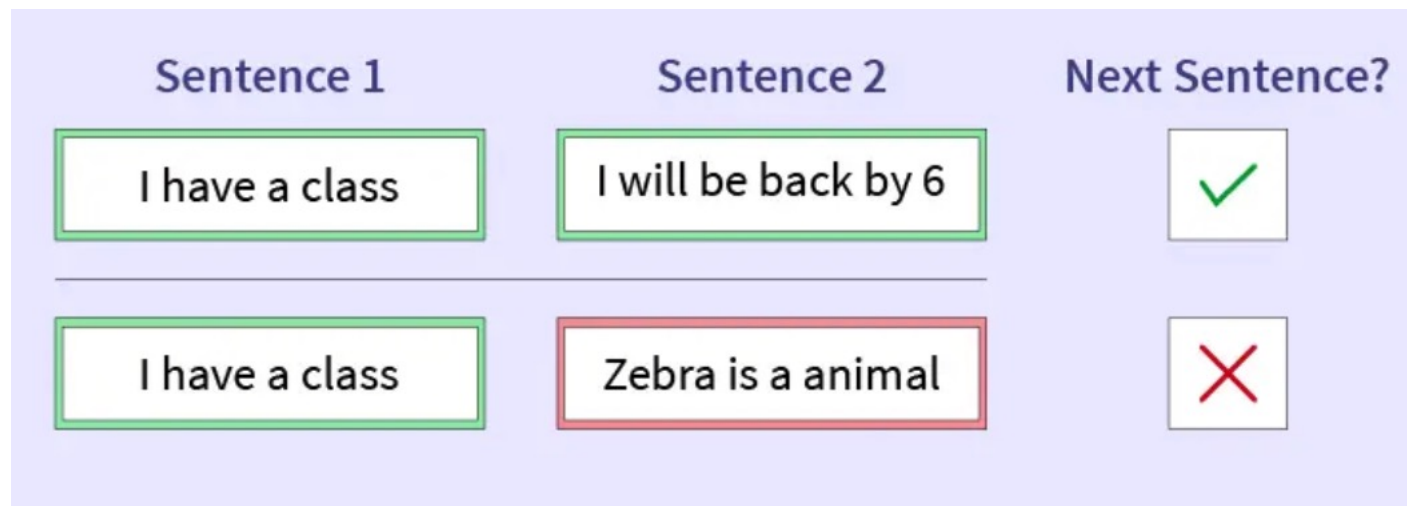 Sentence 1 Sentence 2 Next Sentence?
I have a class I will be back by 6
I have a class Zebra is a animal